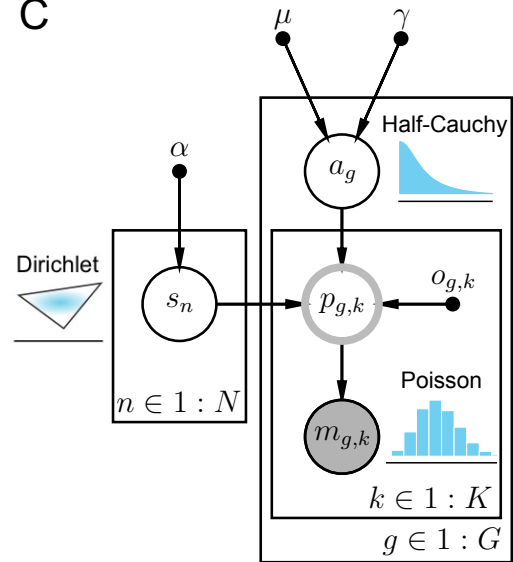 C
μ γ
Half-Cauchy
a_g
α
Dirichlet
s_n
p_{g,k}
o_{g,k}
n ∈ 1 : N
Poisson
m_{g,k}
k ∈ 1 : K
g ∈ 1 : G